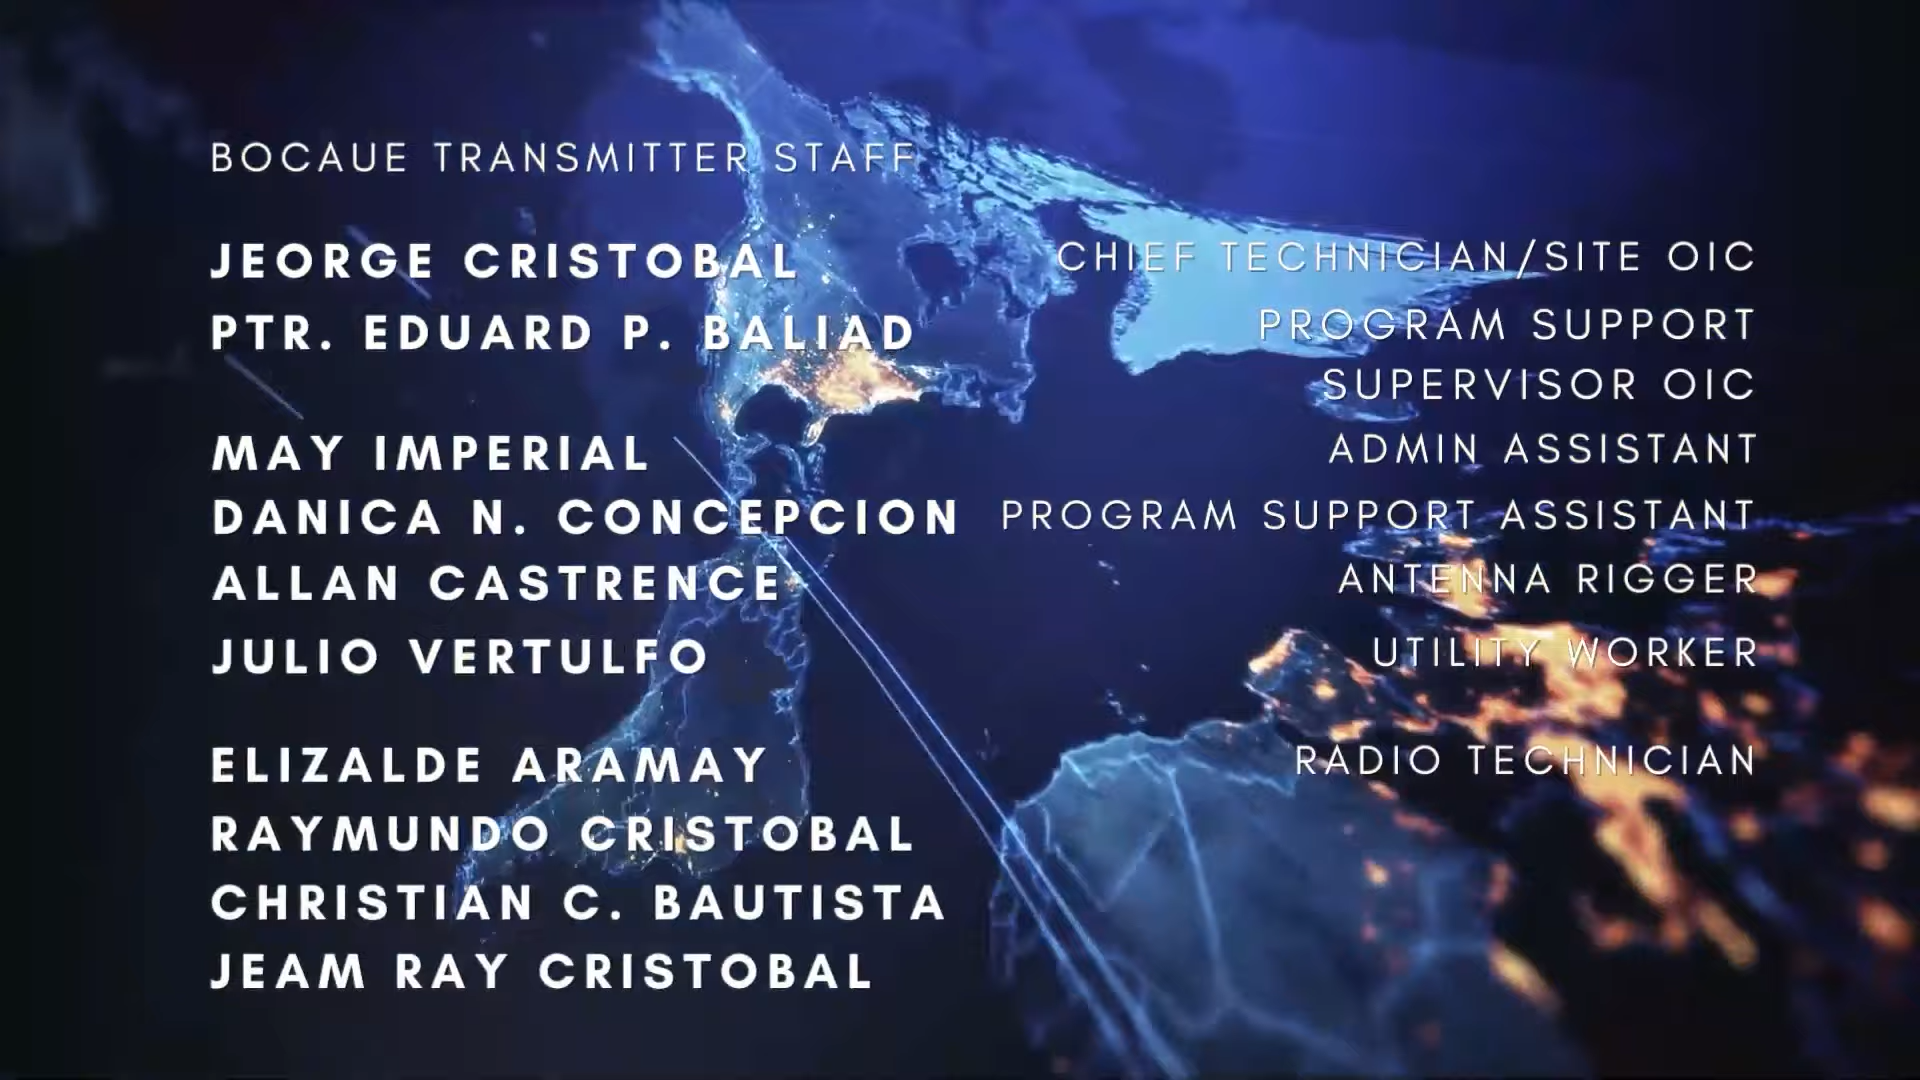 BOCAUE TRANSMITTER STAFF
JEORGE CRISTOBAL CHIEF TECHNICIAN/SITE OIC
PTR. EDUARD P. BALIAD PROGRAM SUPPORT
SUPERVISOR OIC
MAY IMPERIAL ADMIN ASSISTANT
DANICA N. CONCEPCION PROGRAM SUPPORT ASSISTANT
ALLAN CASTRENCE ANTENNA RIGGER
JULIO VERTULFO UTILITY WORKER
ELIZALDE ARAMAY RADIO TECHNICIAN
RAYMUNDO CRISTOBAL
CHRISTIAN C. BAUTISTA
JEAM RAY CRISTOBAL